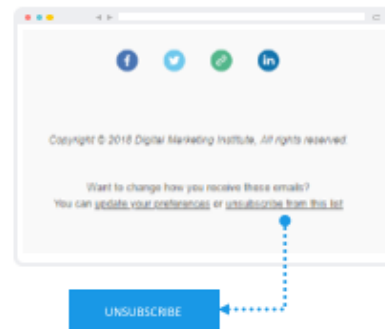 Copyright © 2018 Digital Marketing Institute, All rights reserved.
Want to change how you receive these emails?
You can update your preferences or unsubscribe from this list
UNSUBSCRIBE